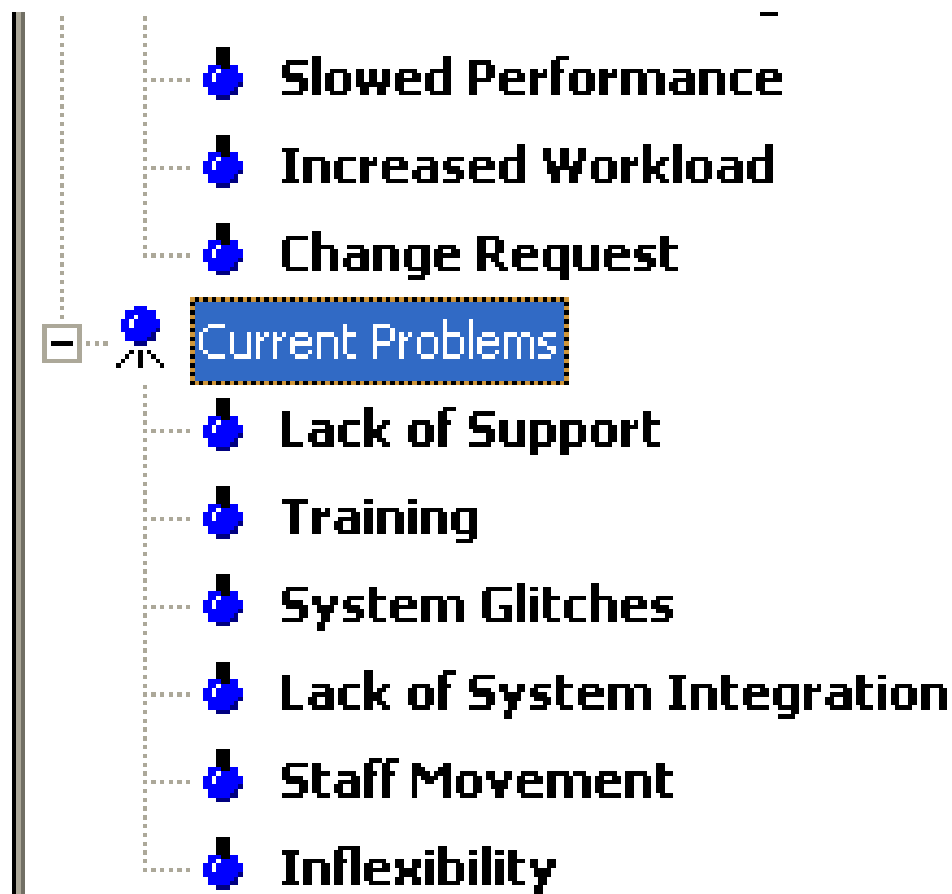 Slowed Performance
Increased Workload
Change Request
Current Problems
Lack of Support
Training
System Glitches
Lack of System Integration
Staff Movement
Inflexibility